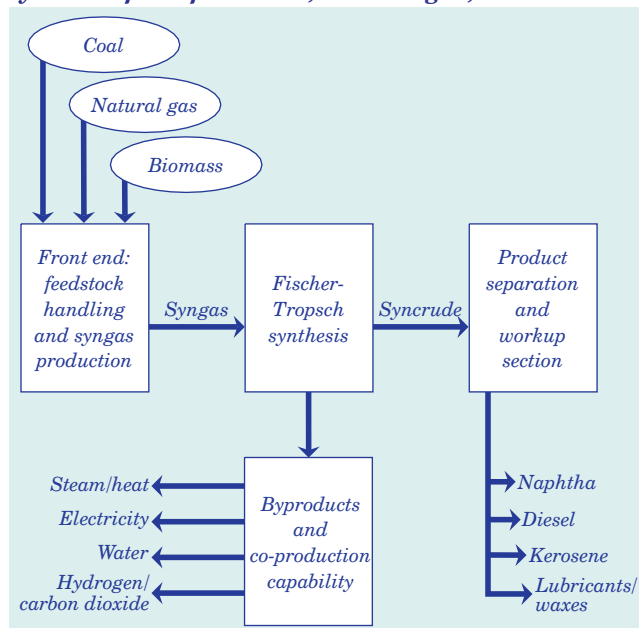 Coal
Natural gas
Biomass
Front end:
feedstock
handling
and syngas
production
Syngas
Fischer-
Tropsch
synthesis
Syncrude
Product
separation
and
workup
section
Steam/heat
Electricity
Water
Hydrogen/
carbon dioxide
Byproducts
and
co-production
capability
Naphtha
Diesel
Kerosene
Lubricants/
waxes